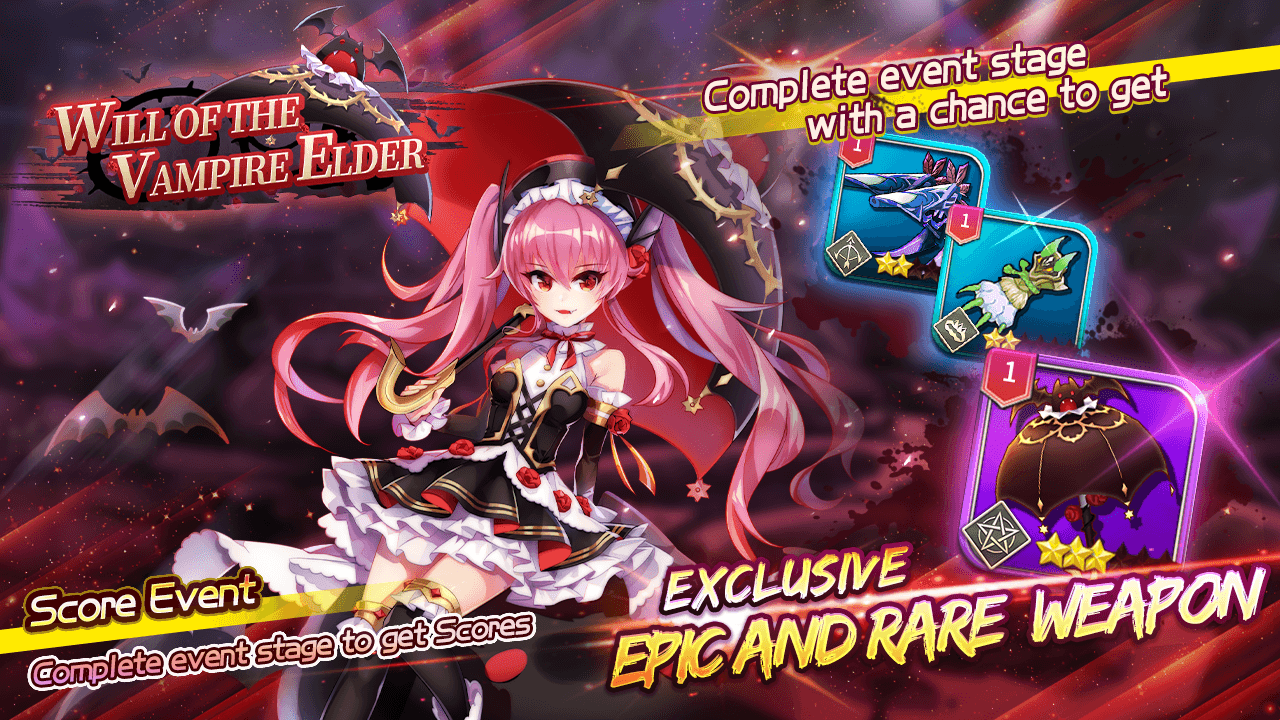 WILL OF THE
VAMPIRE ELDER
Complete event stage
with a chance to get
1
1
1
Score Event
Complete event stage to get Scores
EXCLUSIVE
EPIC AND RARE WEAPON